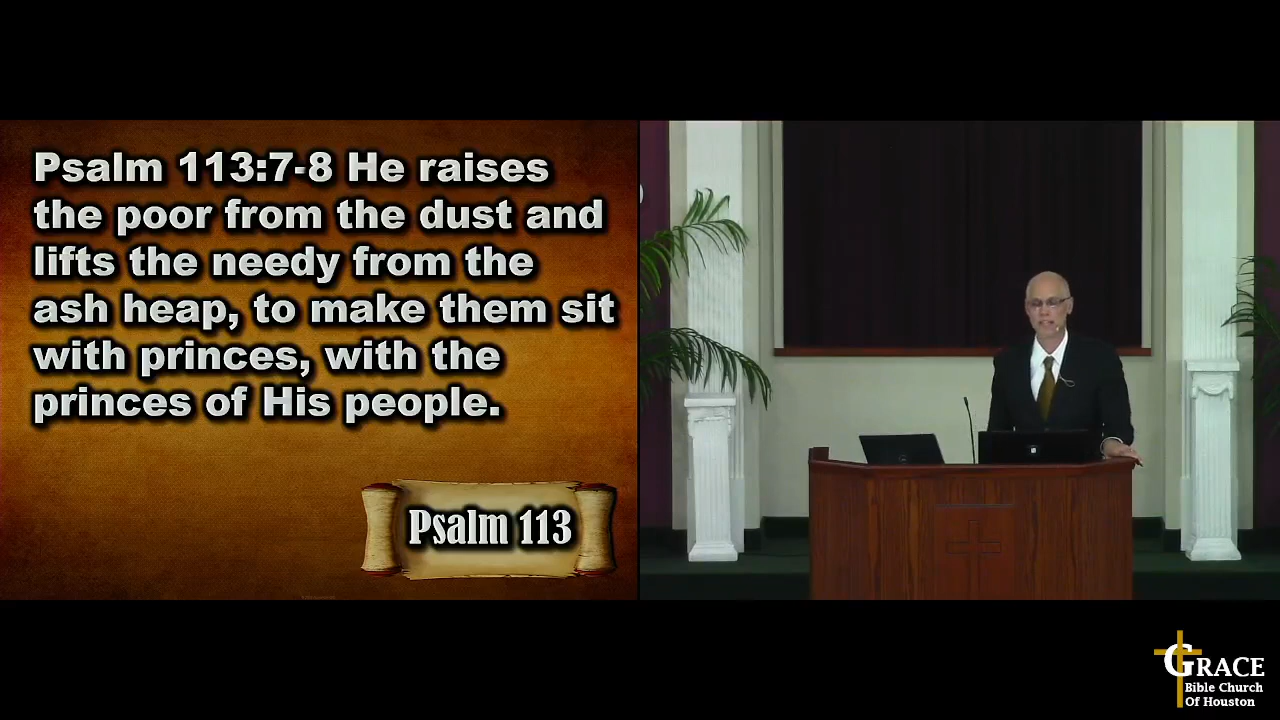 Psalm 113:7-8 He raises
the poor from the dust and
lifts the needy from the
ash heap, to make them sit
with princes, with the
princes of His people.
Psalm 113
GRACE
Bible Church
Of Houston